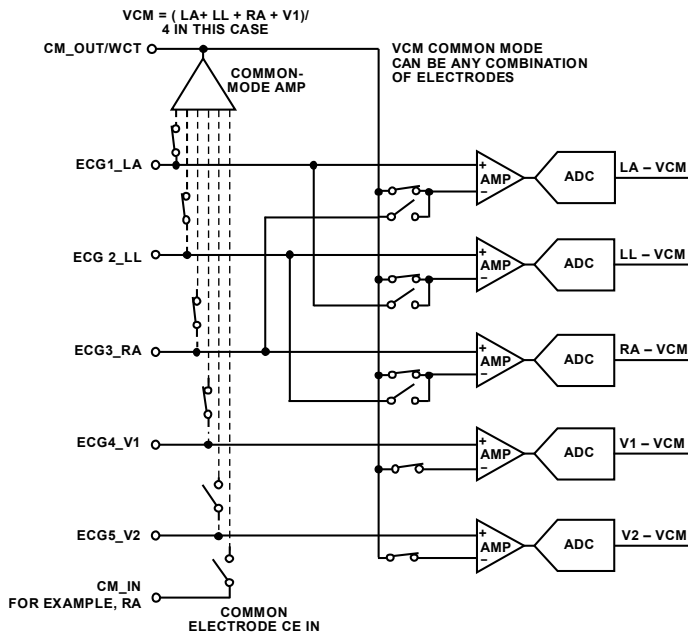 VCM = ( LA+ LL + RA + V1)/
4 IN THIS CASE
CM_OUT/WCT
COMMON-
MODE AMP
VCM COMMON MODE
CAN BE ANY COMBINATION
OF ELECTRODES
ECG1_LA
+
AMP
–
ADC
LA – VCM
ECG 2_LL
+
AMP
–
ADC
LL – VCM
ECG3_RA
+
AMP
–
ADC
RA – VCM
ECG4_V1
+
AMP
–
ADC
V1 – VCM
ECG5_V2
+
AMP
–
ADC
V2 – VCM
CM_IN
FOR EXAMPLE, RA
COMMON
ELECTRODE CE IN